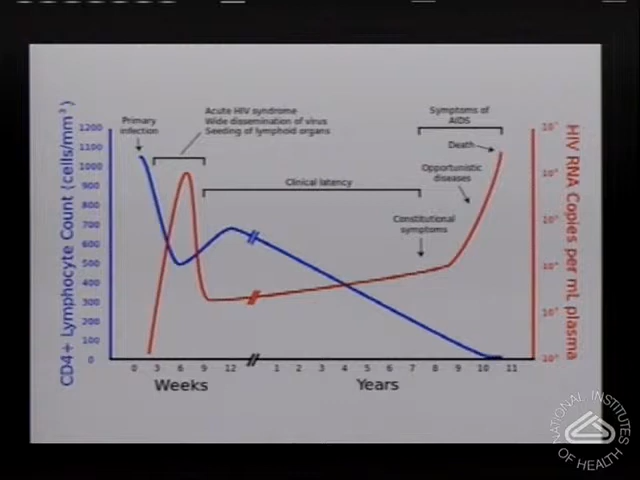 Primary
infection
Acute HIV syndrome
Wide dissemination of virus
Seeding of lymphoid organs
Symptoms of
AIDS
Death
Opportunistic
diseases
Clinical latency
Constitutional
symptoms
CD4+ Lymphocyte Count (cells/mm³)
1200
1100
1000
900
800
700
600
500
400
300
200
100
0
HIV RNA Copies per mL plasma
0 3 6 9 12 1 2 3 4 5 6 7 8 9 10 11
Weeks Years
NATIONAL INSTITUTES
OF HEALTH